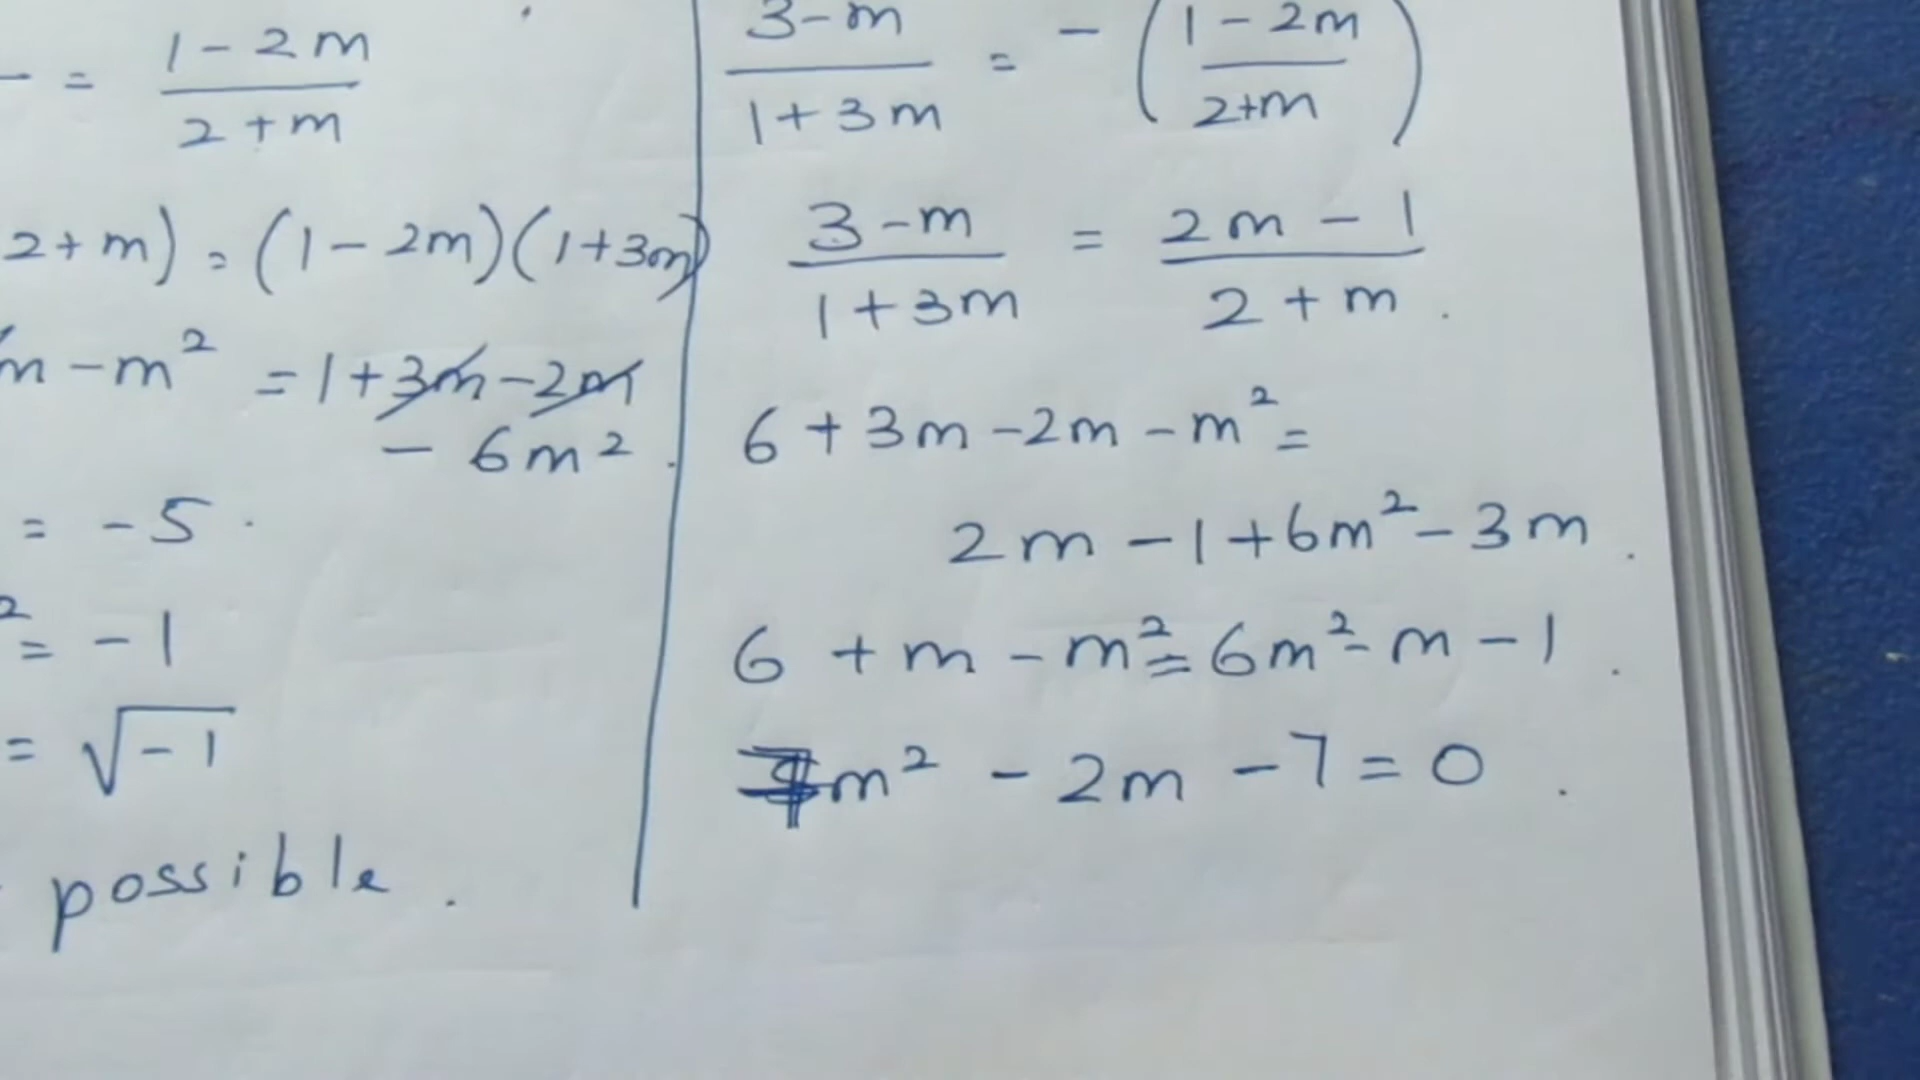 = 1 - 2m / 2 + m
2 + m) = (1 - 2m)(1 + 3m)
m - m² = 1 + 3m - 2m
- 6m².
= -5.
² = -1
= √-1
possible.
3 - m / 1 + 3m = - (1 - 2m / 2 + m)
3 - m / 1 + 3m = 2m - 1 / 2 + m.
6 + 3m - 2m - m² =
2m - 1 + 6m² - 3m.
6 + m - m² = 6m² - m - 1.
7m² - 2m - 7 = 0.